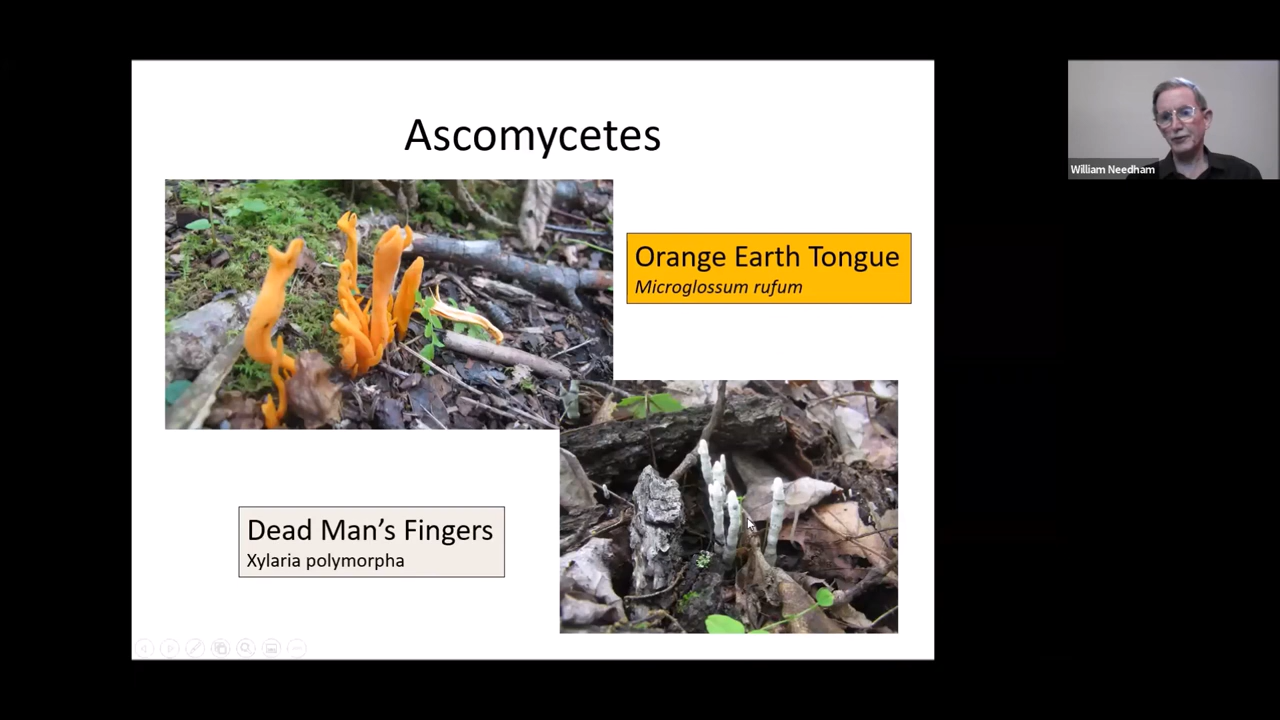 Ascomycetes
Orange Earth Tongue
Microglossum rufum
Dead Man's Fingers
Xylaria polymorpha
William Needham